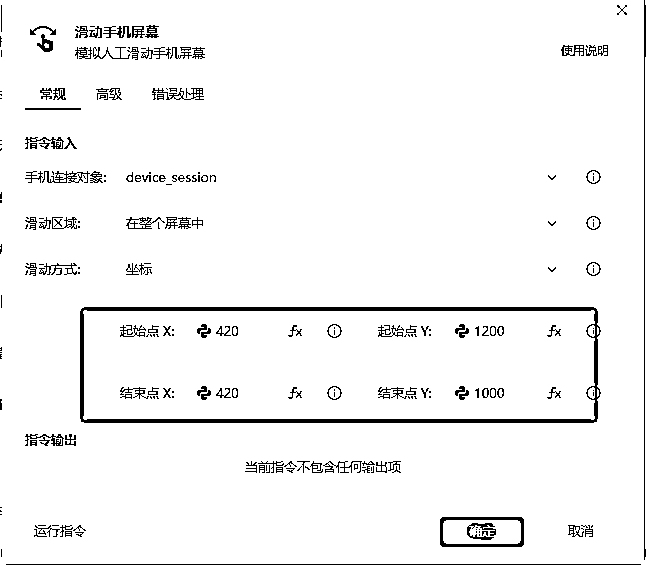 滑动手机屏幕
模拟人工滑动手机屏幕
使用说明
常规 高级 错误处理
指令输入
手机连接对象: device_session
滑动区域: 在整个屏幕中
滑动方式: 坐标
起始点 X: 420 fx 起始点 Y: 1200 fx
结束点 X: 420 fx 结束点 Y: 1000 fx
指令输出
当前指令不包含任何输出项
运行指令 确定 取消